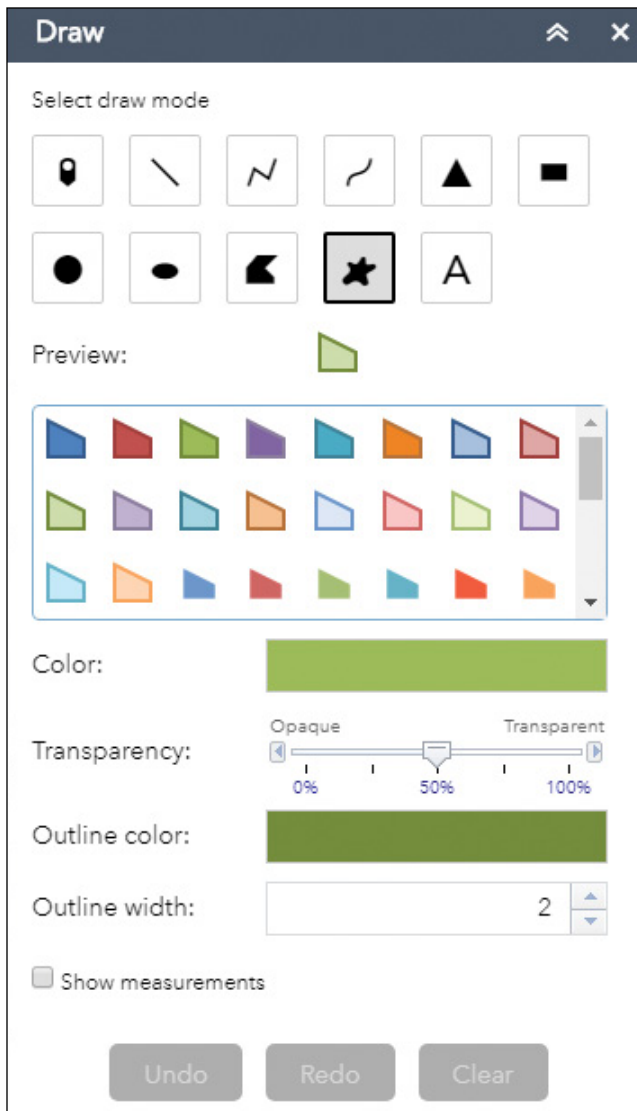 Draw
Select draw mode
A
Preview:
Color:
Opaque Transparent
Transparency:
0% 50% 100%
Outline color:
Outline width: 2
Show measurements
Undo Redo Clear